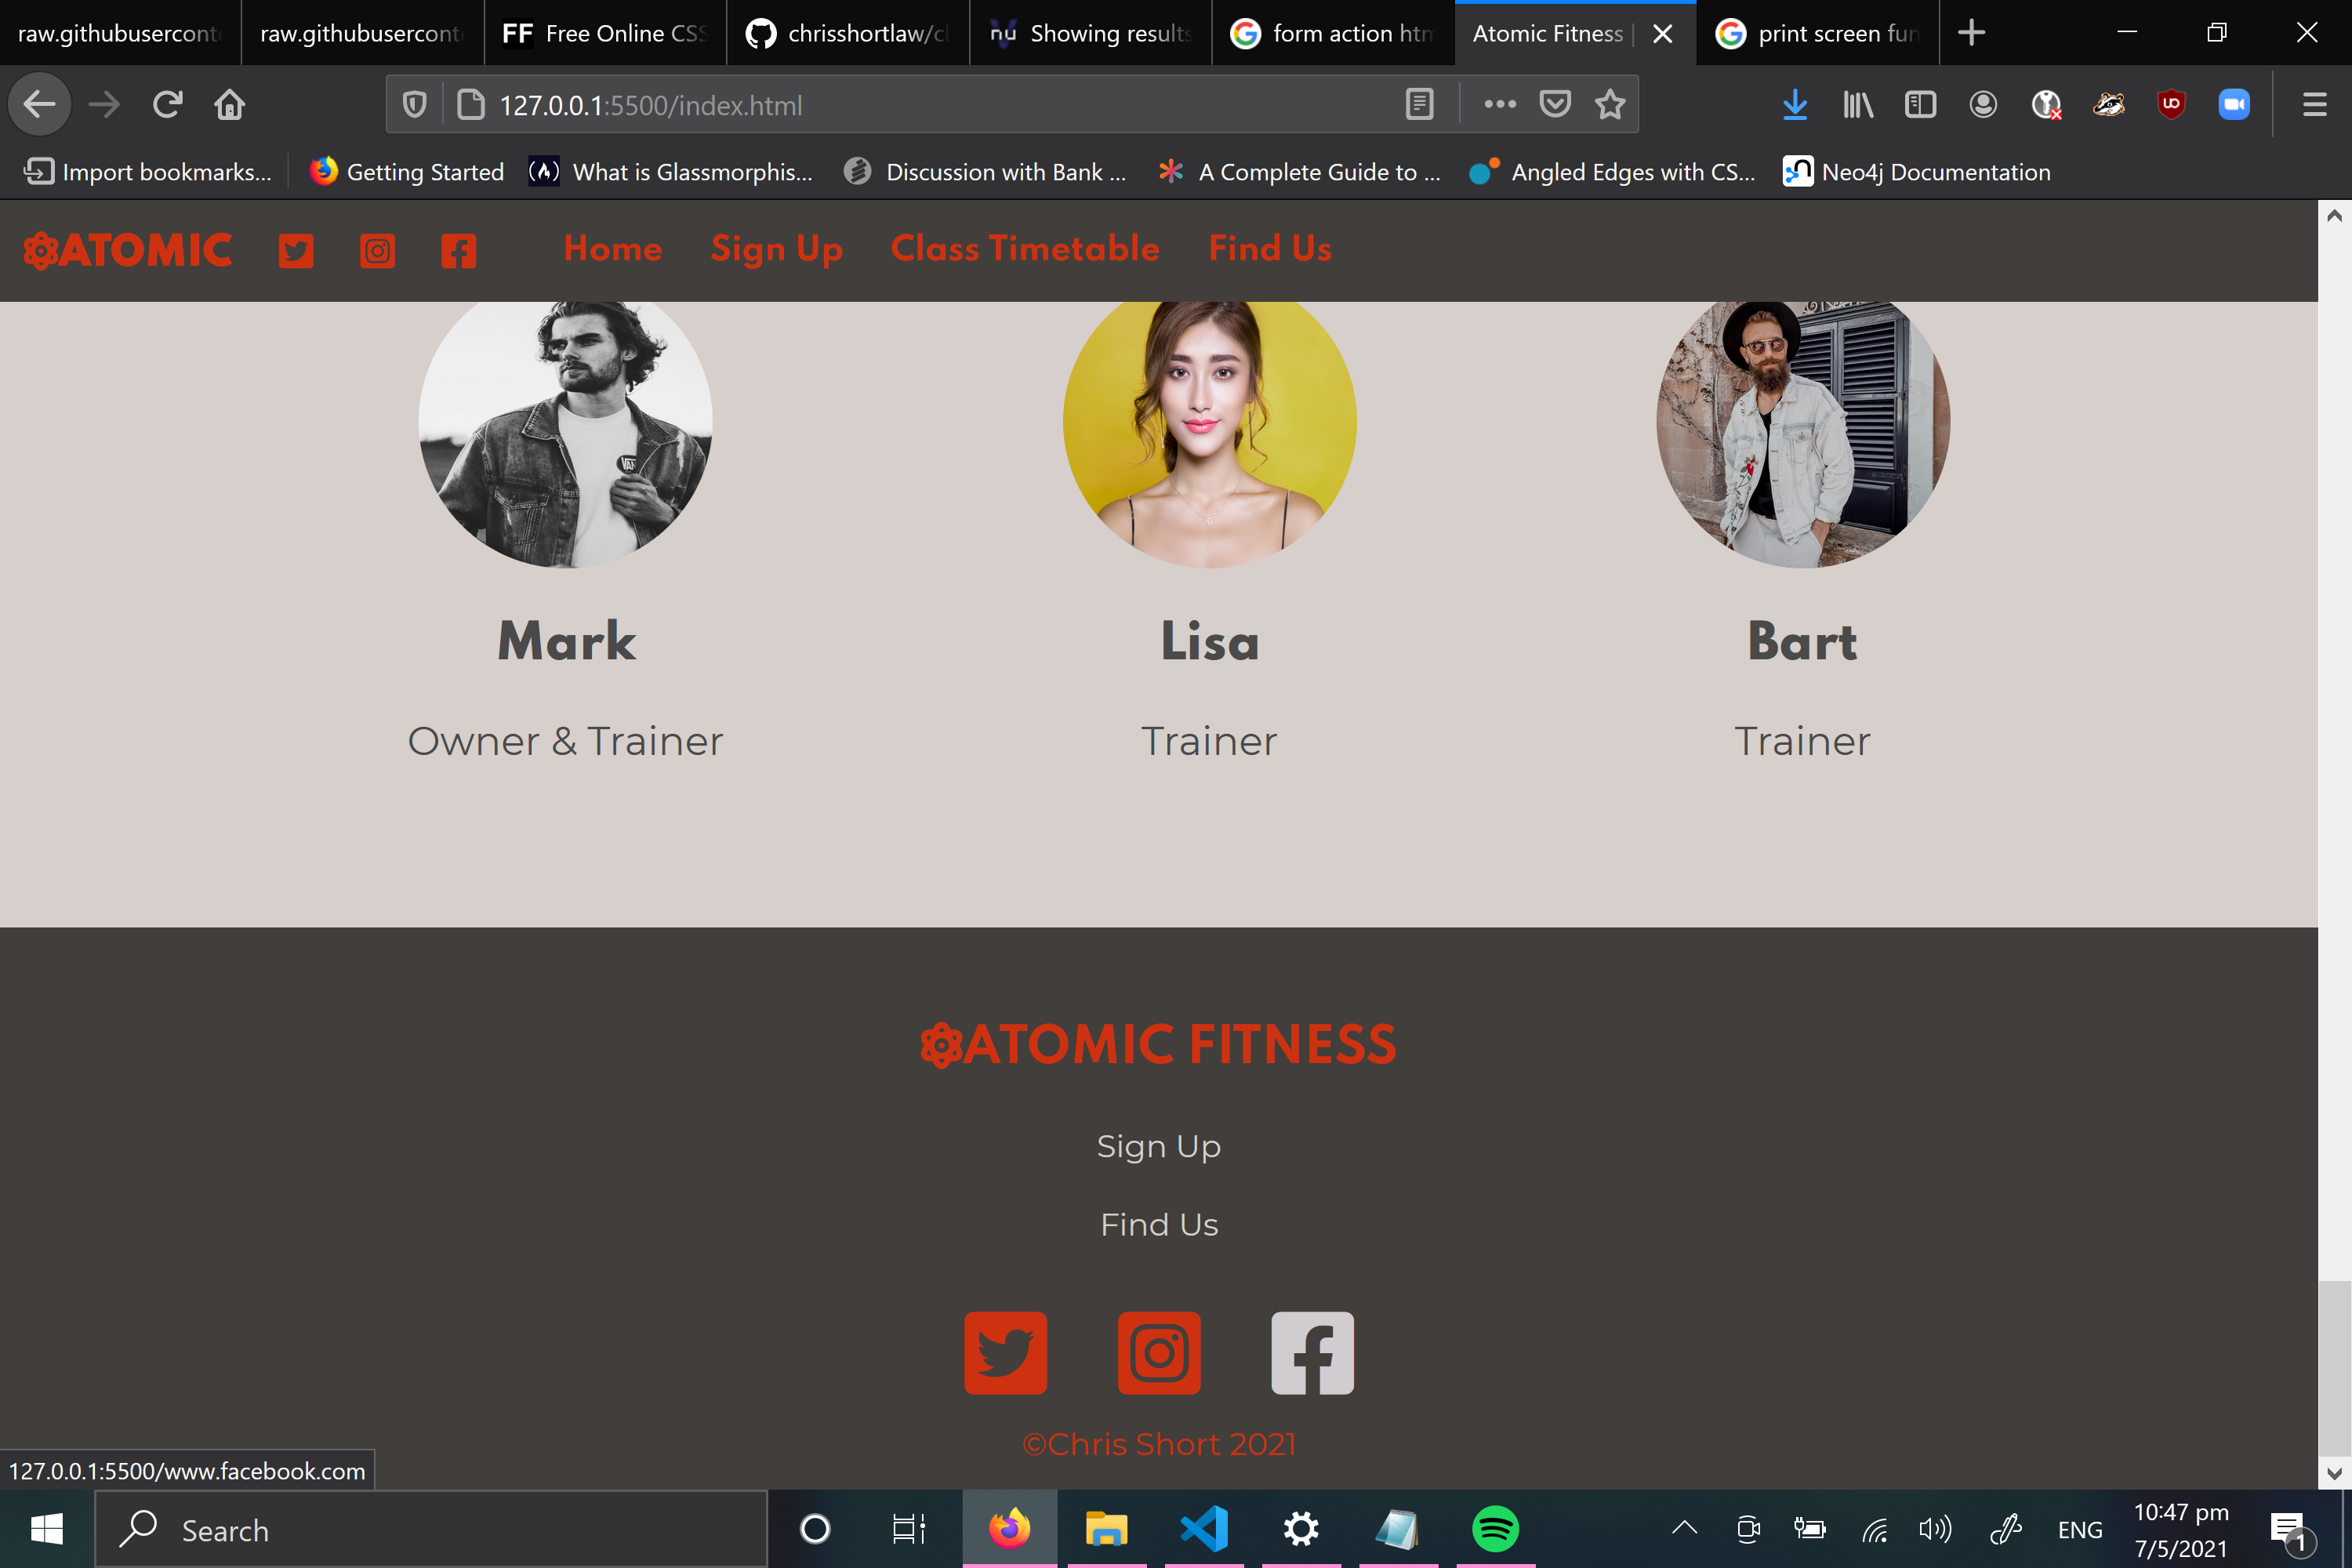 raw.githubusercont
raw.githubusercont
FF Free Online CSS
chrisshortlaw/cl
nu Showing results
form action htm
Atomic Fitness |
print screen fun
127.0.0.1:5500/index.html
Import bookmarks...
Getting Started
What is Glassmorphis...
Discussion with Bank ...
A Complete Guide to ...
Angled Edges with CS...
Neo4j Documentation
ATOMIC
Home
Sign Up
Class Timetable
Find Us
Mark
Lisa
Bart
Owner & Trainer
Trainer
Trainer
ATOMIC FITNESS
Sign Up
Find Us
©Chris Short 2021
127.0.0.1:5500/www.facebook.com
Search
ENG
10:47 pm
7/5/2021
1